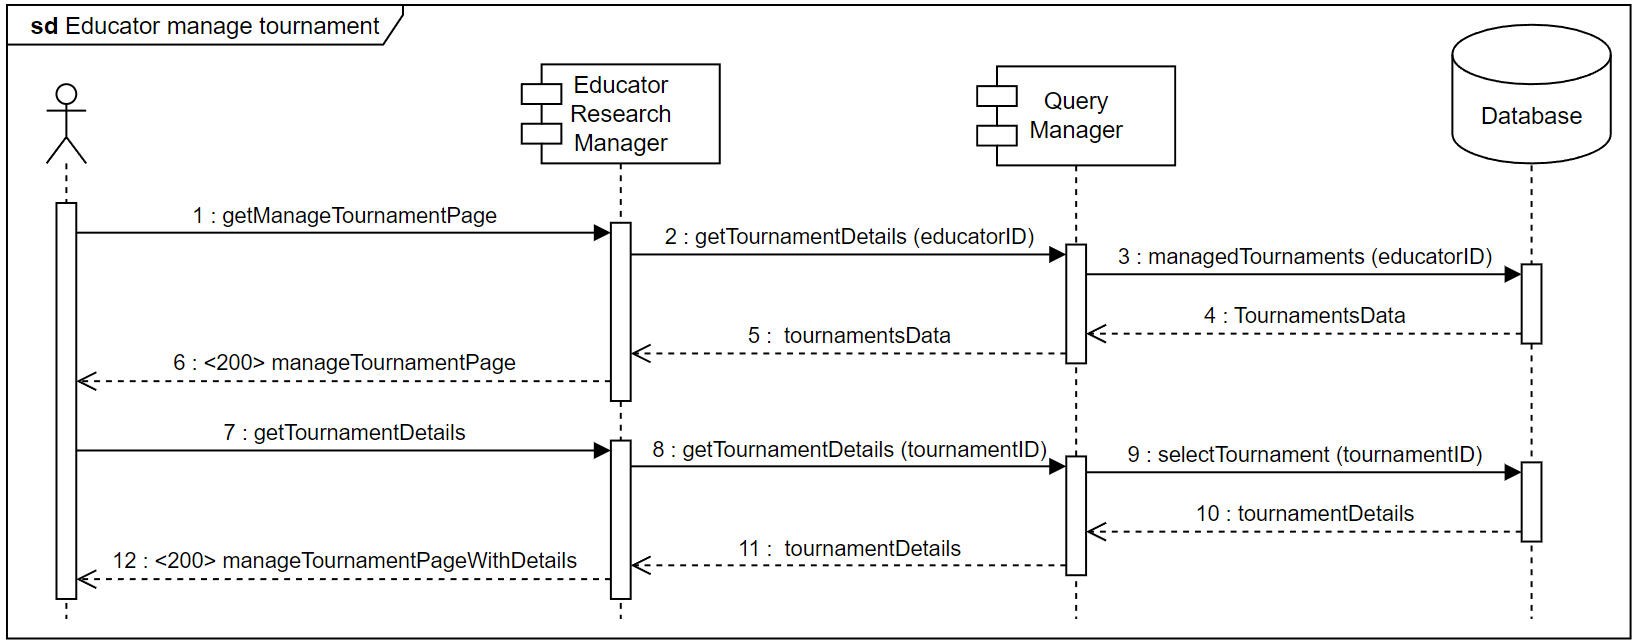 sd Educator manage tournament
Educator
Research
Manager
Query
Manager
Database
1 : getManageTournamentPage
2 : getTournamentDetails (educatorID)
3 : managedTournaments (educatorID)
4 : TournamentsData
5 :  tournamentsData
6 : <200> manageTournamentPage
7 : getTournamentDetails
8 : getTournamentDetails (tournamentID)
9 : selectTournament (tournamentID)
10 : tournamentDetails
11 :  tournamentDetails
12 : <200> manageTournamentPageWithDetails